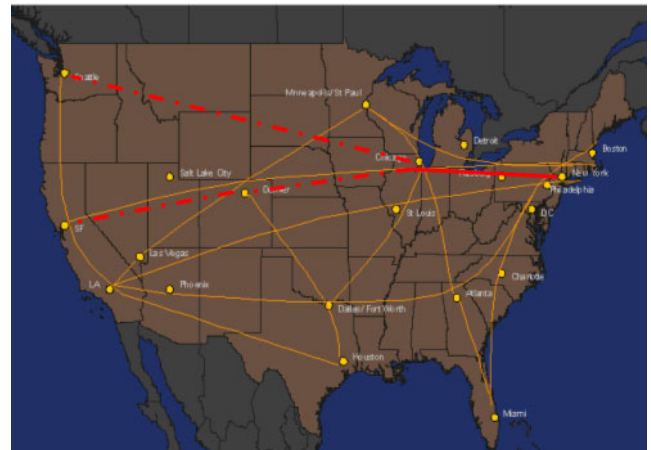 Seattle
Minneapolis/St Paul
Detroit
Boston
Chicago
Salt Lake City
New York
Denver
Philadelphia
St Louis
DC
SF
Las Vegas
Charlotte
LA
Phoenix
Atlanta
Dallas/Fort Worth
Houston
Miami